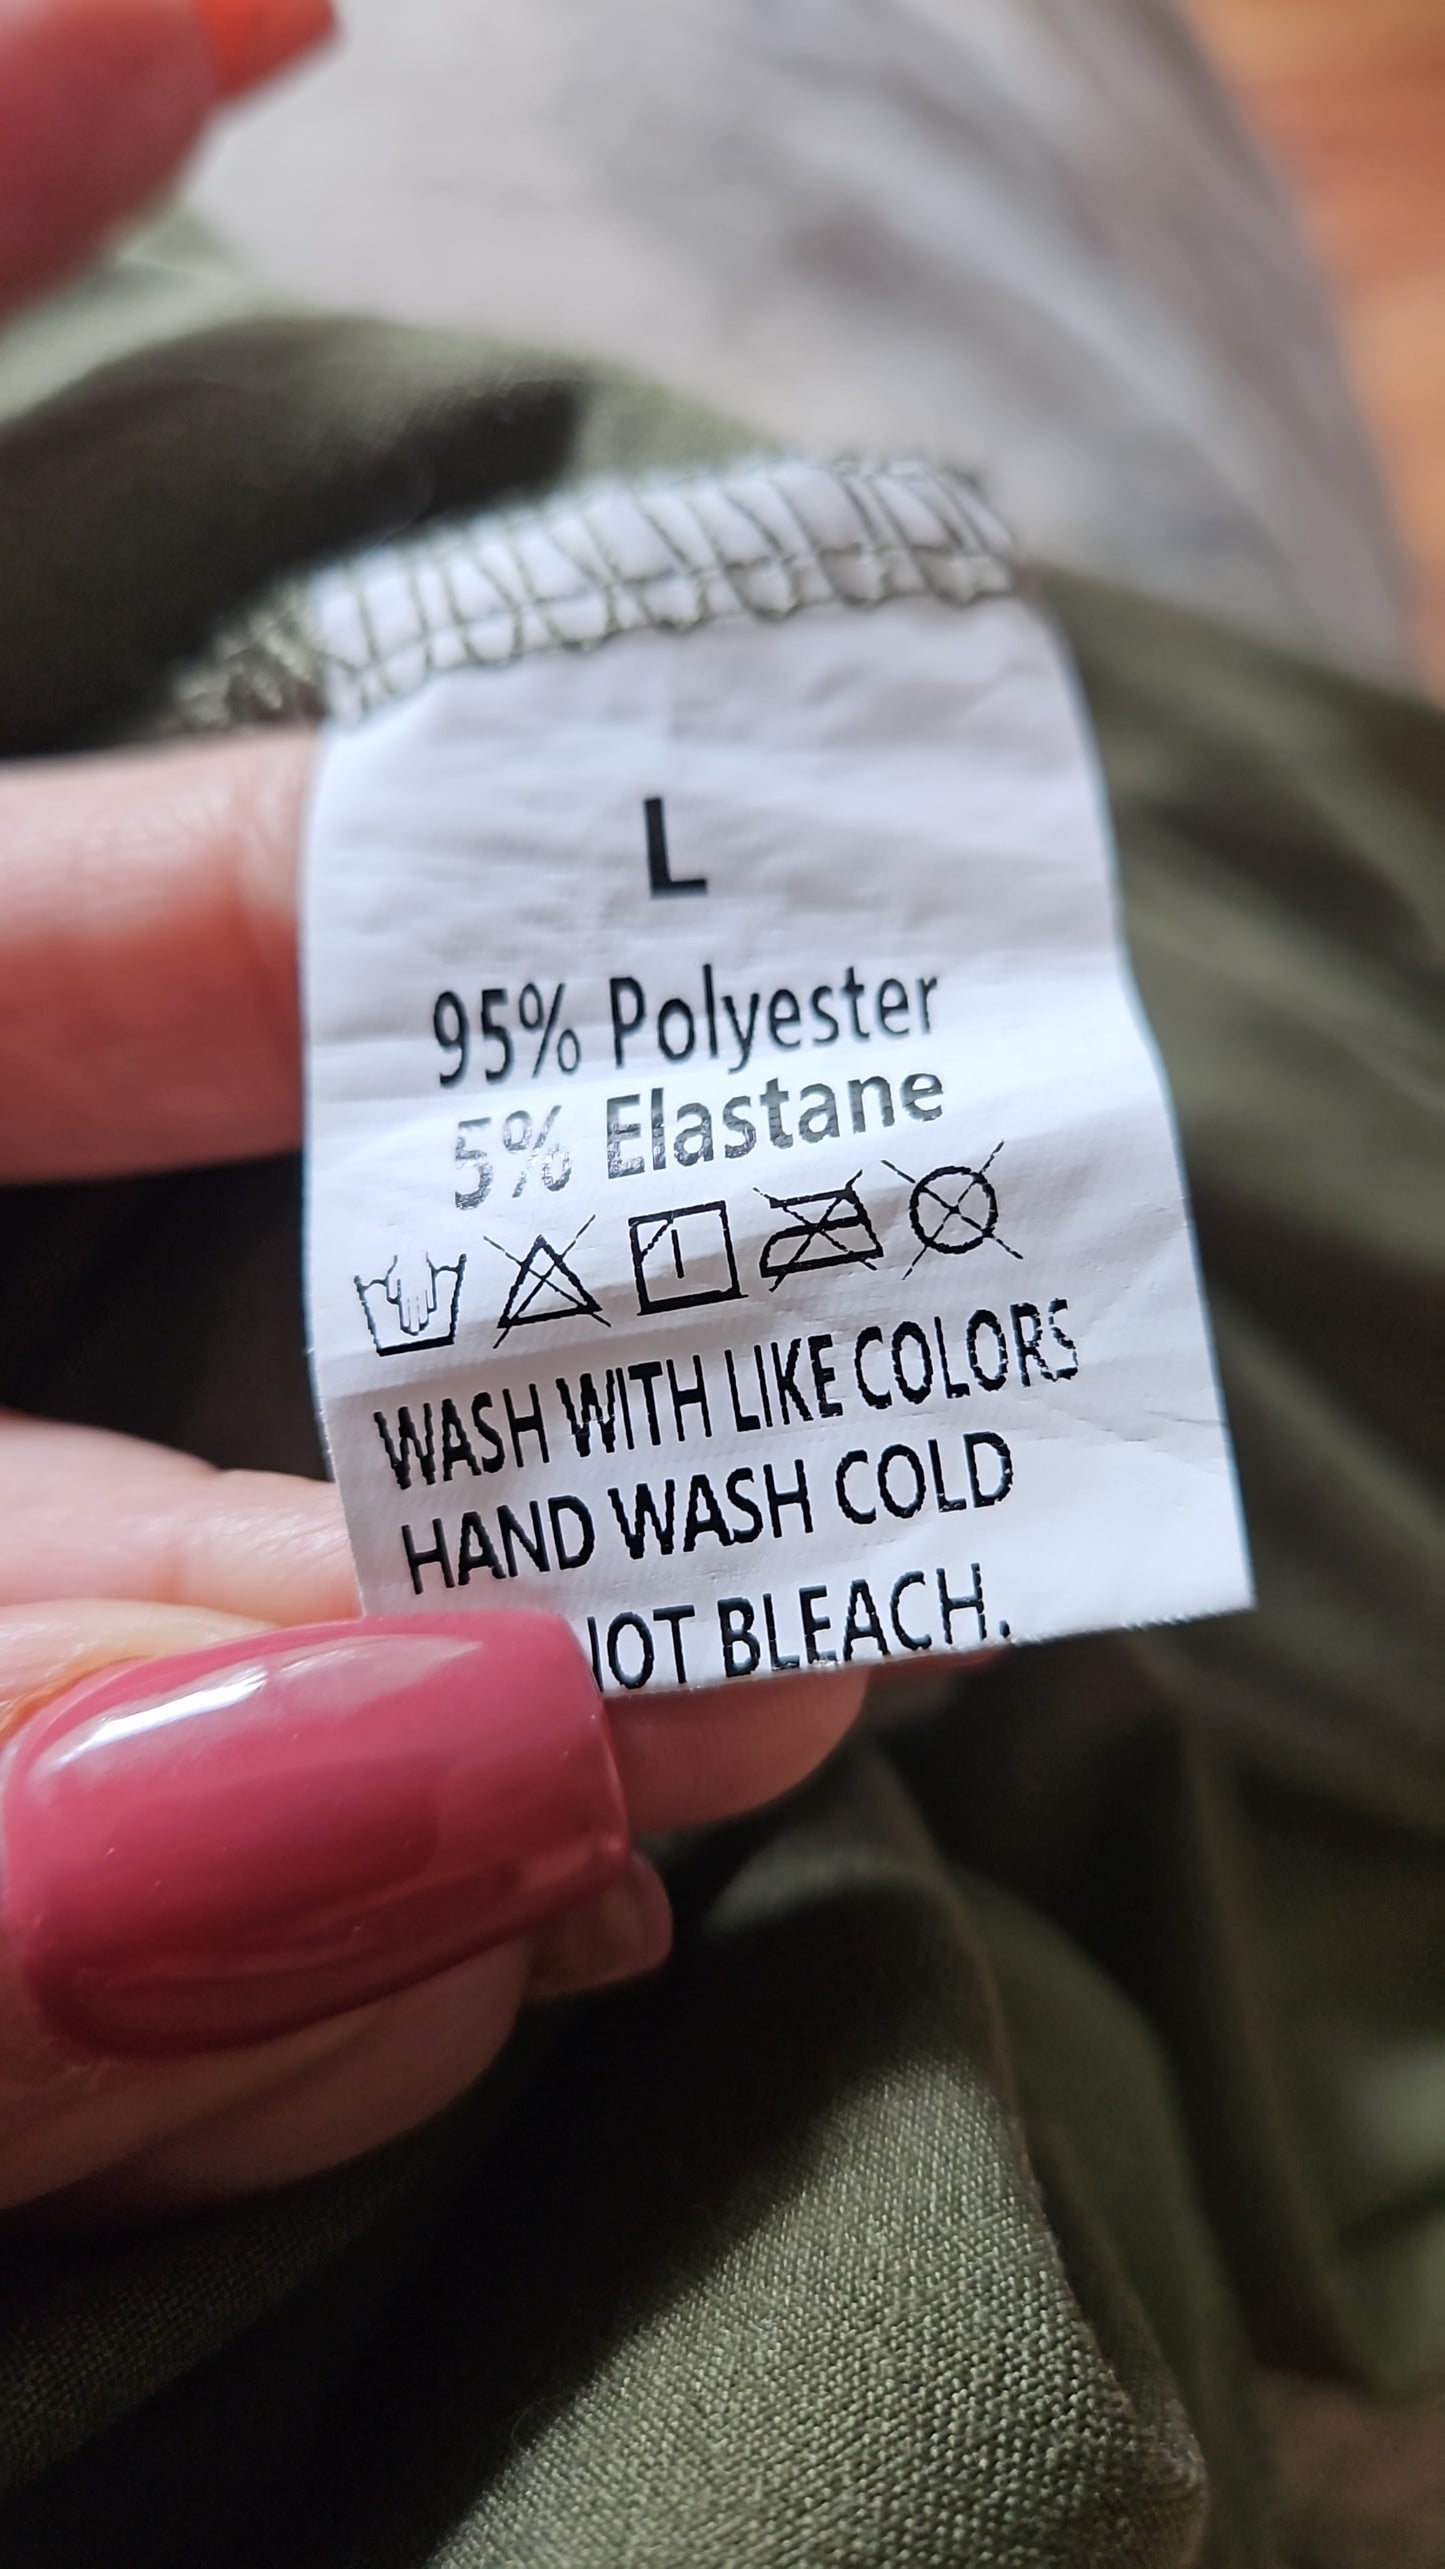 L
95% Polyester
5% Elastane
WASH WITH LIKE COLORS
HAND WASH COLD
BLEACH.